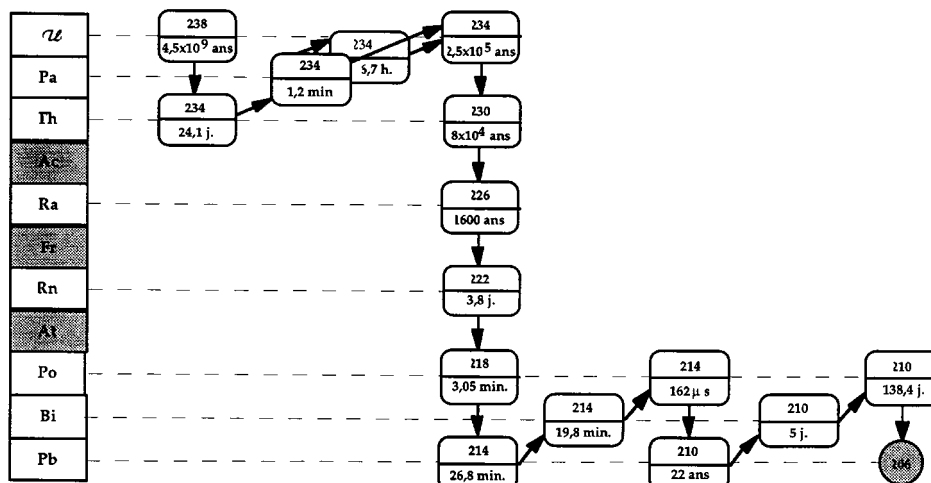 U
Pa
Th
Ac
Ra
Fr
Rn
At
Po
Bi
Pb
238
4,5x10⁹ ans
234
24,1 j.
234
1,2 min
234
6,7 h.
234
2,5x10⁵ ans
230
8x10⁴ ans
226
1600 ans
222
3,8 j.
218
3,05 min.
214
26,8 min.
214
19,8 min.
214
162 µ s
210
22 ans
210
5 j.
210
138,4 j.
206